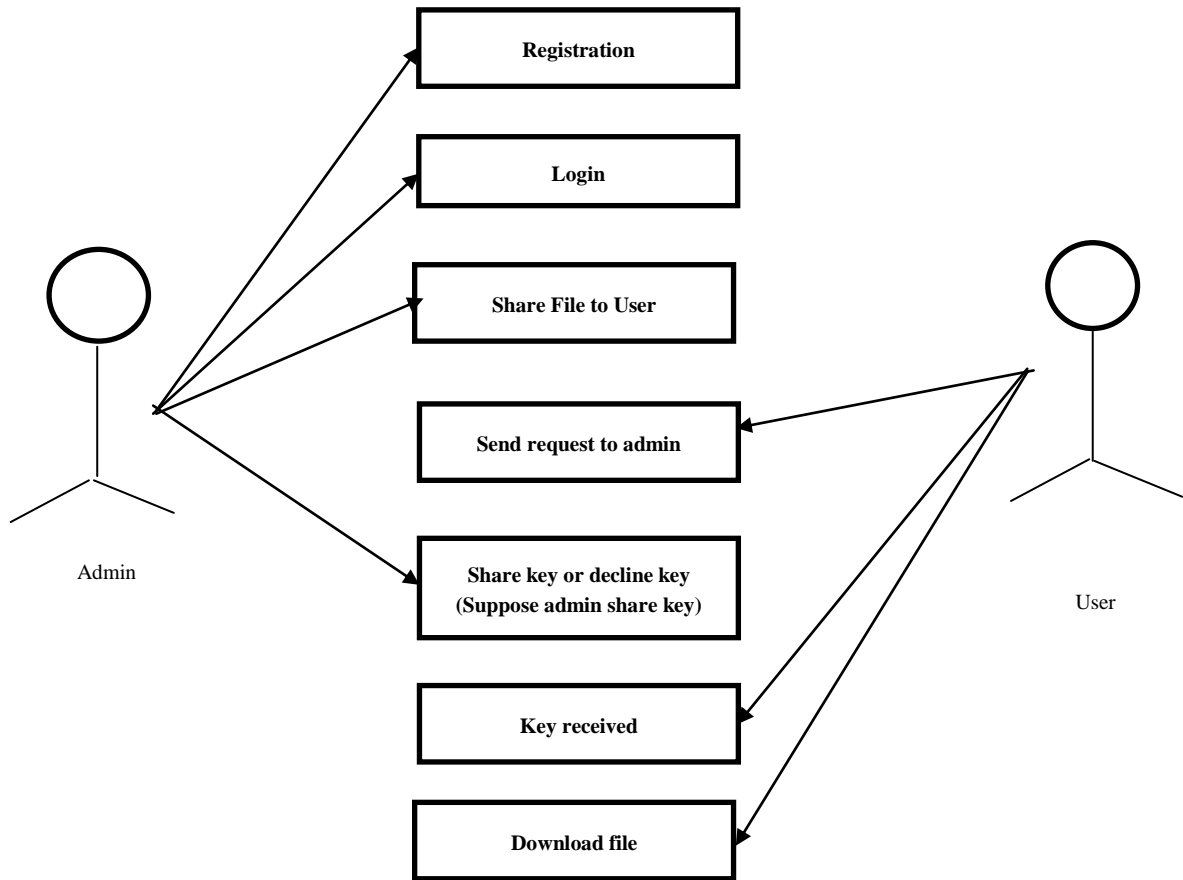 Registration
Login
Share File to User
Send request to admin
Share key or decline key
(Suppose admin share key)
Admin
User
Key received
Download file